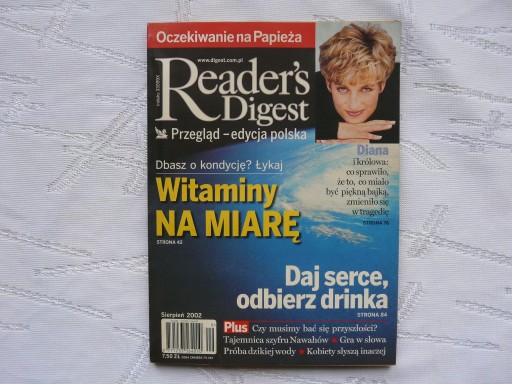 Oczekiwanie na Papieża
www.digest.com.pl
Reader's
Digest
Przegląd – edycja polska
Diana
i królowa:
co sprawiło,
że to, co miało
być piękną bajką,
zmieniło się
w tragedię
STRONA 76
Dbasz o kondycję? Łykaj
Witaminy
NA MIARĘ
STRONA 42
Daj serce,
odbierz drinka
STRONA 84
Sierpień 2002
7,50 ZŁ
Plus Czy musimy bać się przyszłości?
Tajemnica szyfru Nawahów ★ Gra w słowa
Próba dzikiej wody ★ Kobiety słyszą inaczej